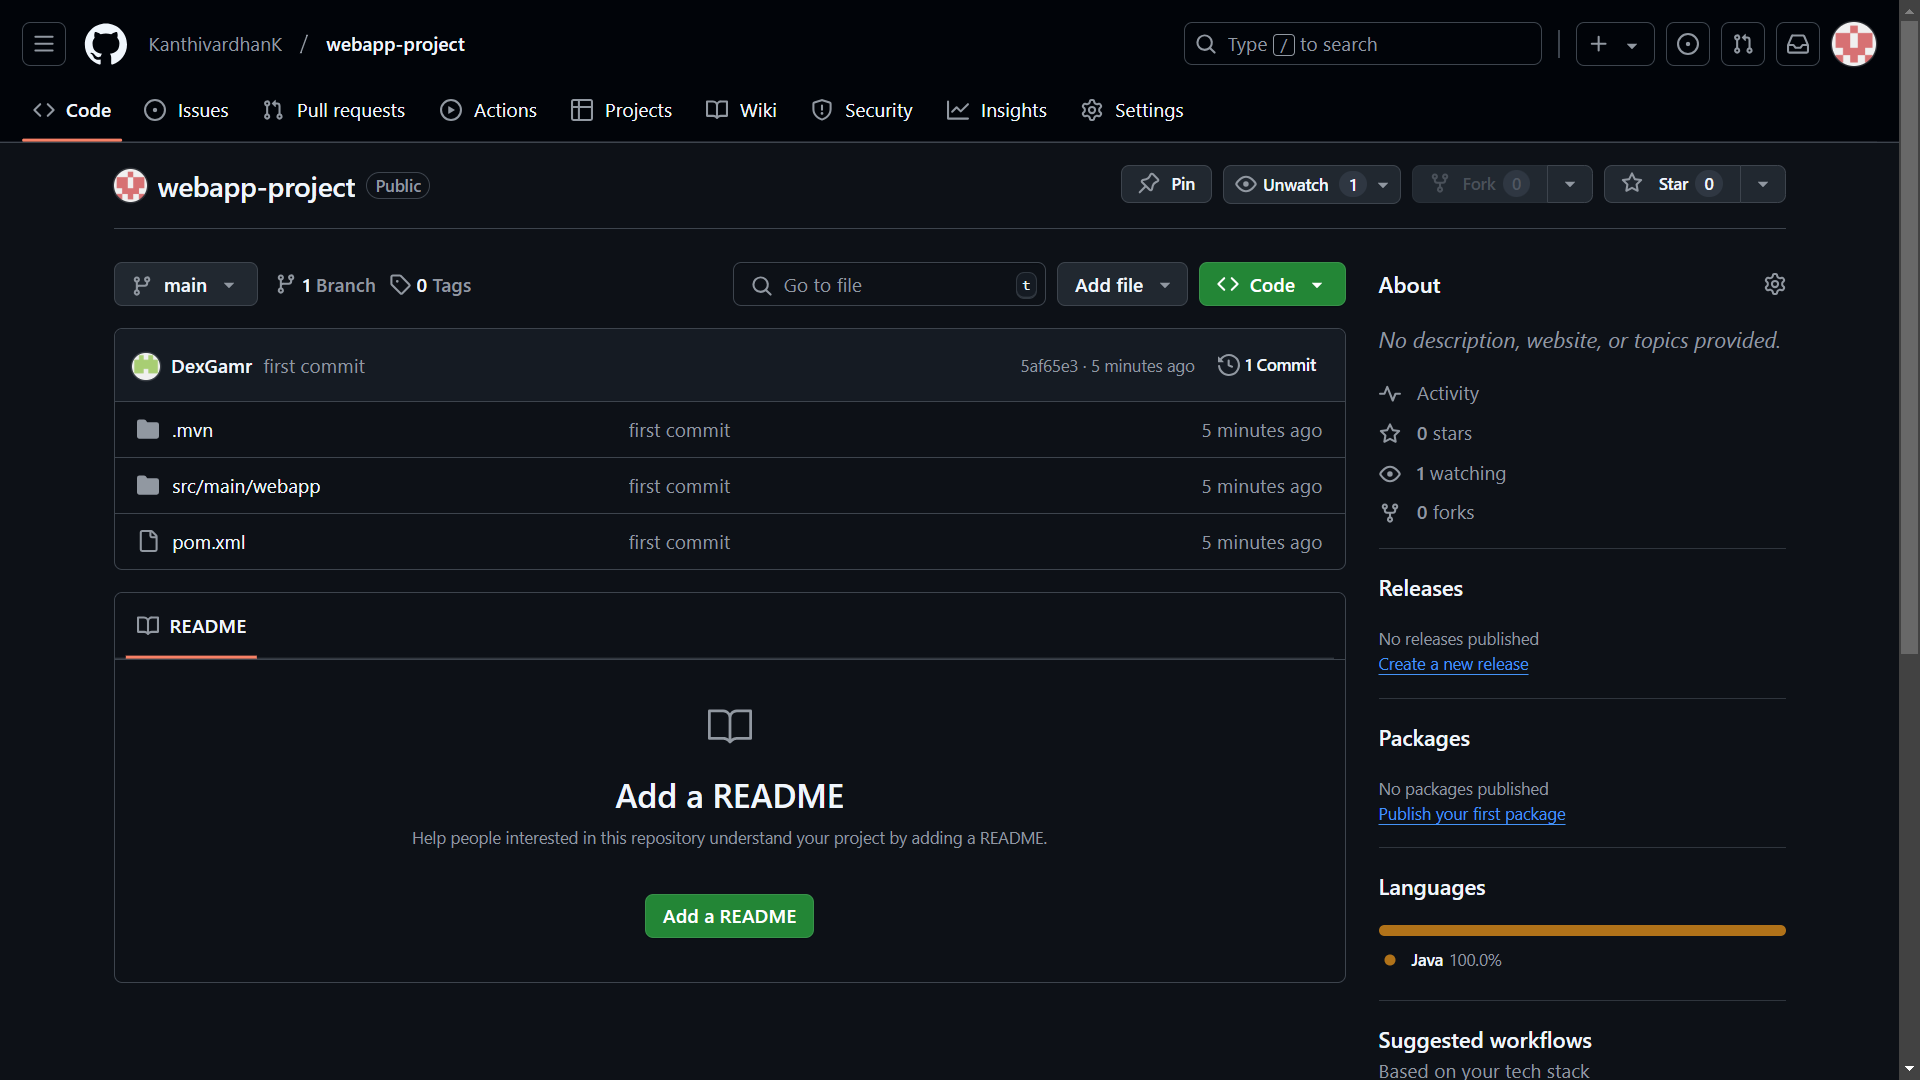 KanthivardhanK / webapp-project
Type / to search
Code Issues Pull requests Actions Projects Wiki Security Insights Settings
webapp-project Public
Pin Unwatch 1 Fork 0 Star 0
main 1 Branch 0 Tags Go to file t Add file Code
DexGamr first commit 5af65e3 · 5 minutes ago 1 Commit
.mvn first commit 5 minutes ago
src/main/webapp first commit 5 minutes ago
pom.xml first commit 5 minutes ago
README
Add a README
Help people interested in this repository understand your project by adding a README.
Add a README
About
No description, website, or topics provided.
Activity
0 stars
1 watching
0 forks
Releases
No releases published
Create a new release
Packages
No packages published
Publish your first package
Languages
Java 100.0%
Suggested workflows
Based on your tech stack